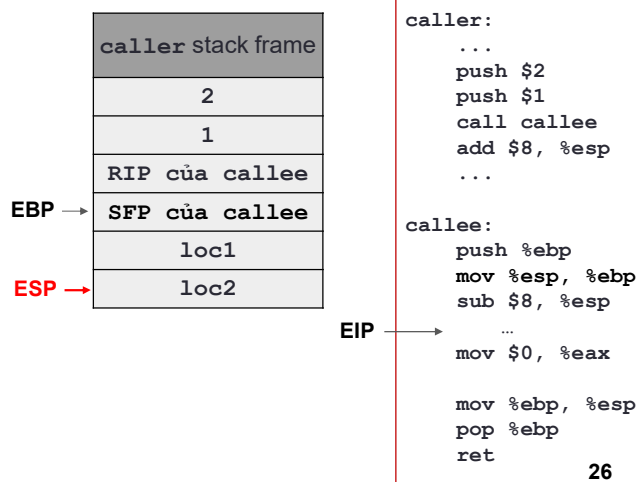 caller stack frame
2
1
RIP của callee
EBP
SFP của callee
loc1
ESP
loc2
caller:
...
push $2
push $1
call callee
add $8, %esp
...
callee:
push %ebp
mov %esp, %ebp
sub $8, %esp
EIP
…
mov $0, %eax
mov %ebp, %esp
pop %ebp
ret
26